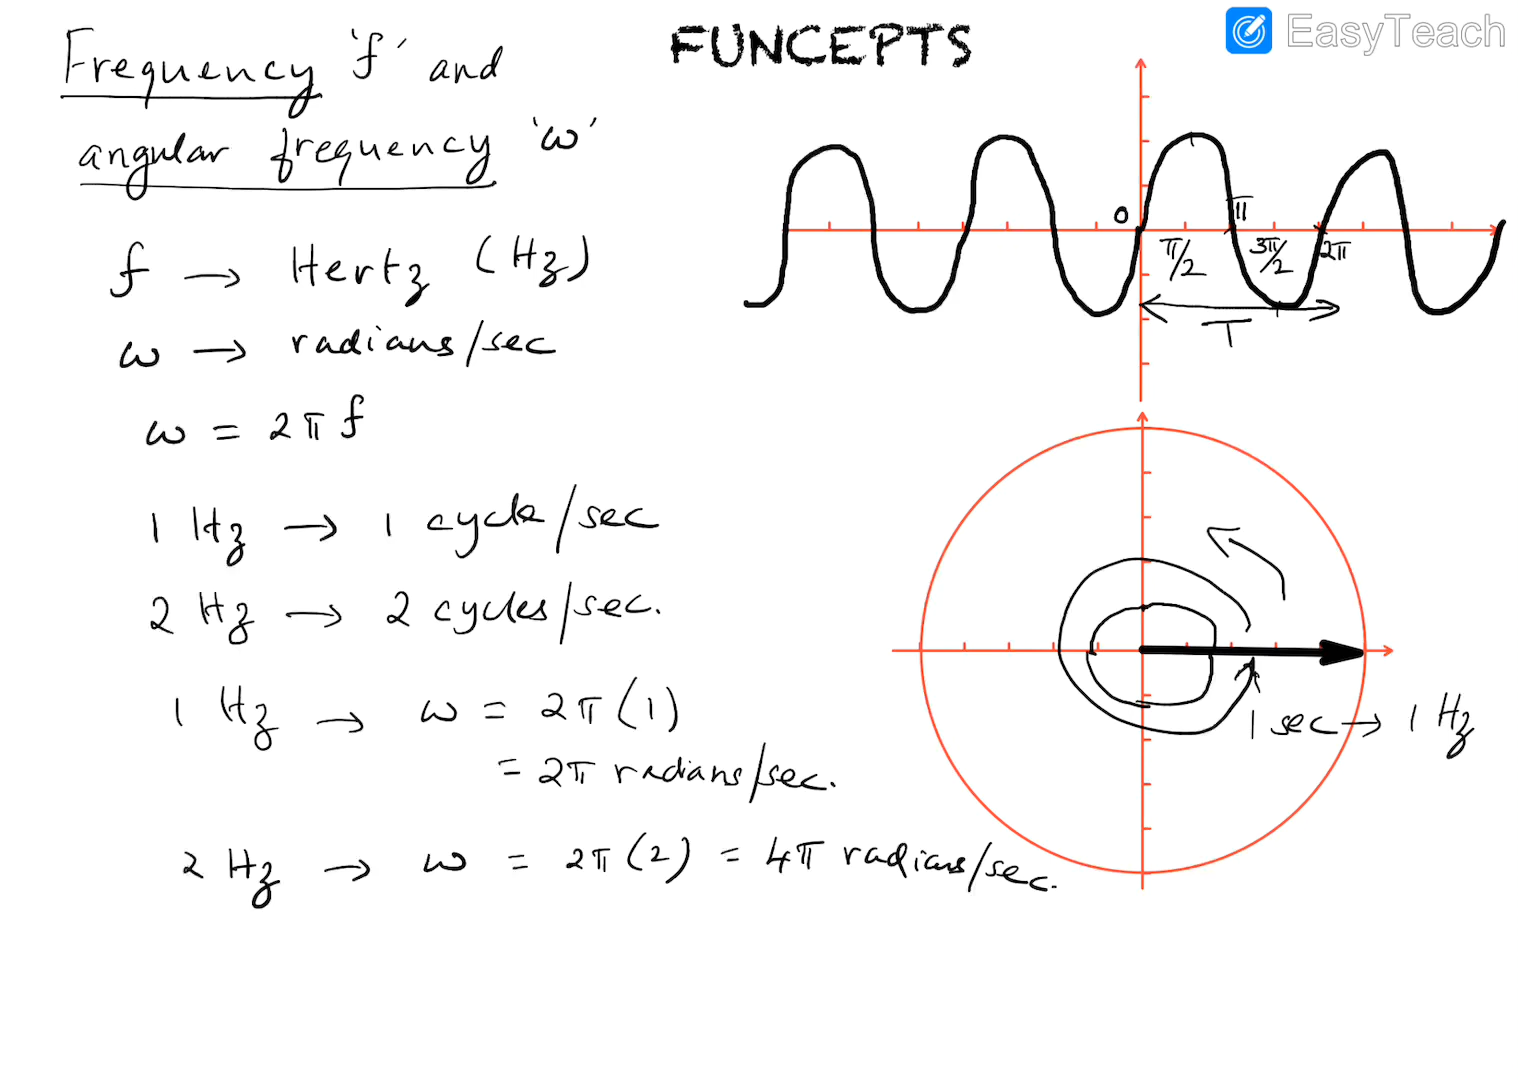 FUNCEPTS
EasyTeach
Frequency 'f' and
angular frequency 'ω'
f → Hertz (Hz)
ω → radians/sec
ω = 2π f
1 Hz → 1 cycle/sec
2 Hz → 2 cycles/sec.
1 Hz → ω = 2π (1)
= 2π radians/sec.
2 Hz → ω = 2π (2) = 4π radians/sec.
0
π
π/2
3π/2
2π
T
1 sec → 1 Hz